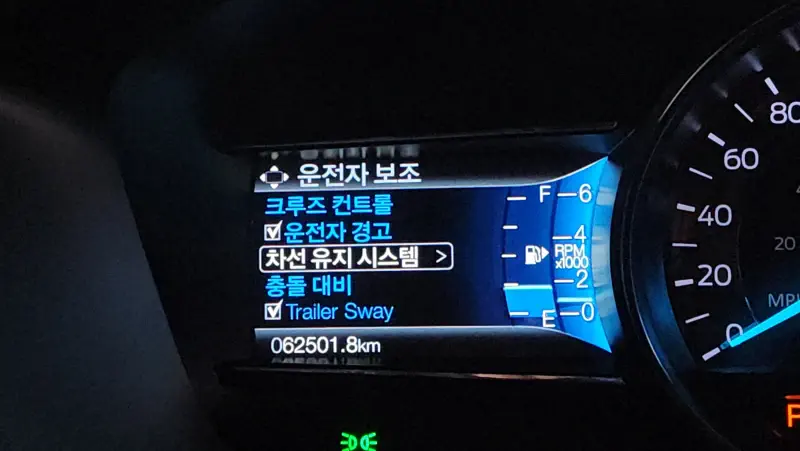 운전자 보조
크루즈 컨트롤
운전자 경고
차선 유지 시스템 >
충돌 대비
Trailer Sway
062501.8km
F
E
6
4
RPM
x1000
2
0
80
60
40
20
0
20
MPH
P